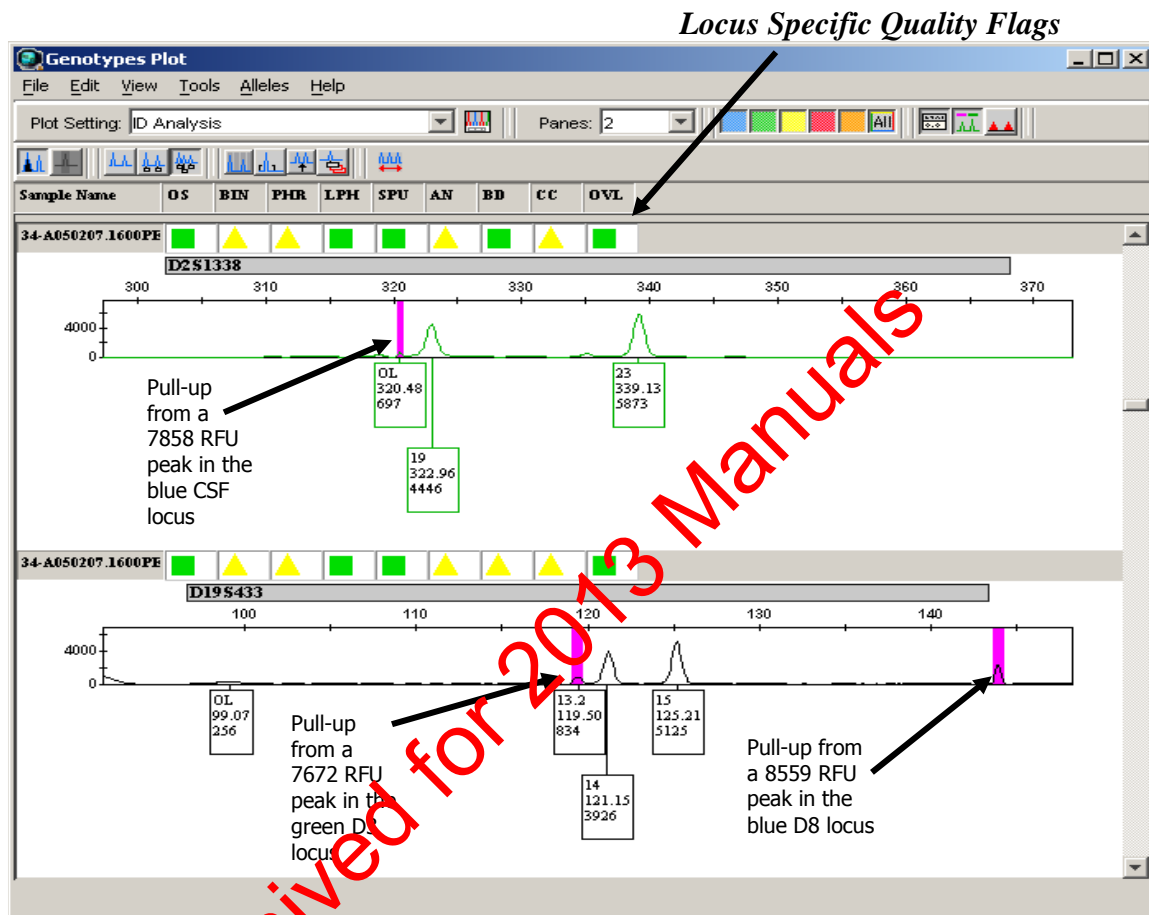 Locus Specific Quality Flags
Genotypes Plot
File Edit View Tools Alleles Help
Plot Setting: ID Analysis Panes: 2 All
Sample Name OS BIN PHR LPH SPU AN BD CC OVL
34-A050207.1600PE
D2S1338
300 310 320 330 340 350 360 370
4000
0
OL
320.48
697
23
339.13
5873
19
322.96
4446
Pull-up
from a
7858 RFU
peak in the
blue CSF
locus
34-A050207.1600PE
D19S433
100 110 120 130 140
4000
0
OL
99.07
256
13.2
119.50
834
15
125.21
5125
14
121.15
3926
Pull-up
from a
7672 RFU
peak in the
green D3
locus
Pull-up from
a 8559 RFU
peak in the
blue D8 locus
ived for 2013 Manuals